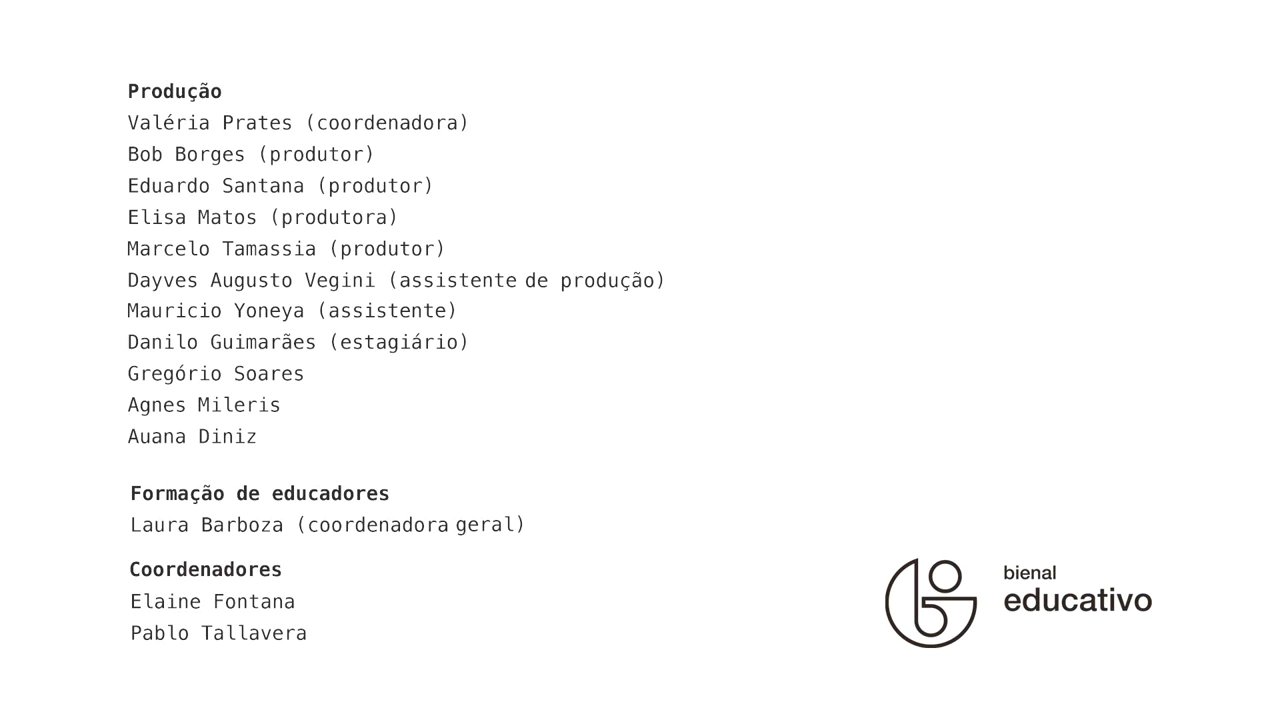 Produção
Valéria Prates (coordenadora)
Bob Borges (produtor)
Eduardo Santana (produtor)
Elisa Matos (produtora)
Marcelo Tamassia (produtor)
Dayves Augusto Vegini (assistente de produção)
Mauricio Yoneya (assistente)
Danilo Guimarães (estagiário)
Gregório Soares
Agnes Mileris
Auana Diniz
Formação de educadores
Laura Barboza (coordenadora geral)
Coordenadores
Elaine Fontana
Pablo Tallavera
bienal
educativo